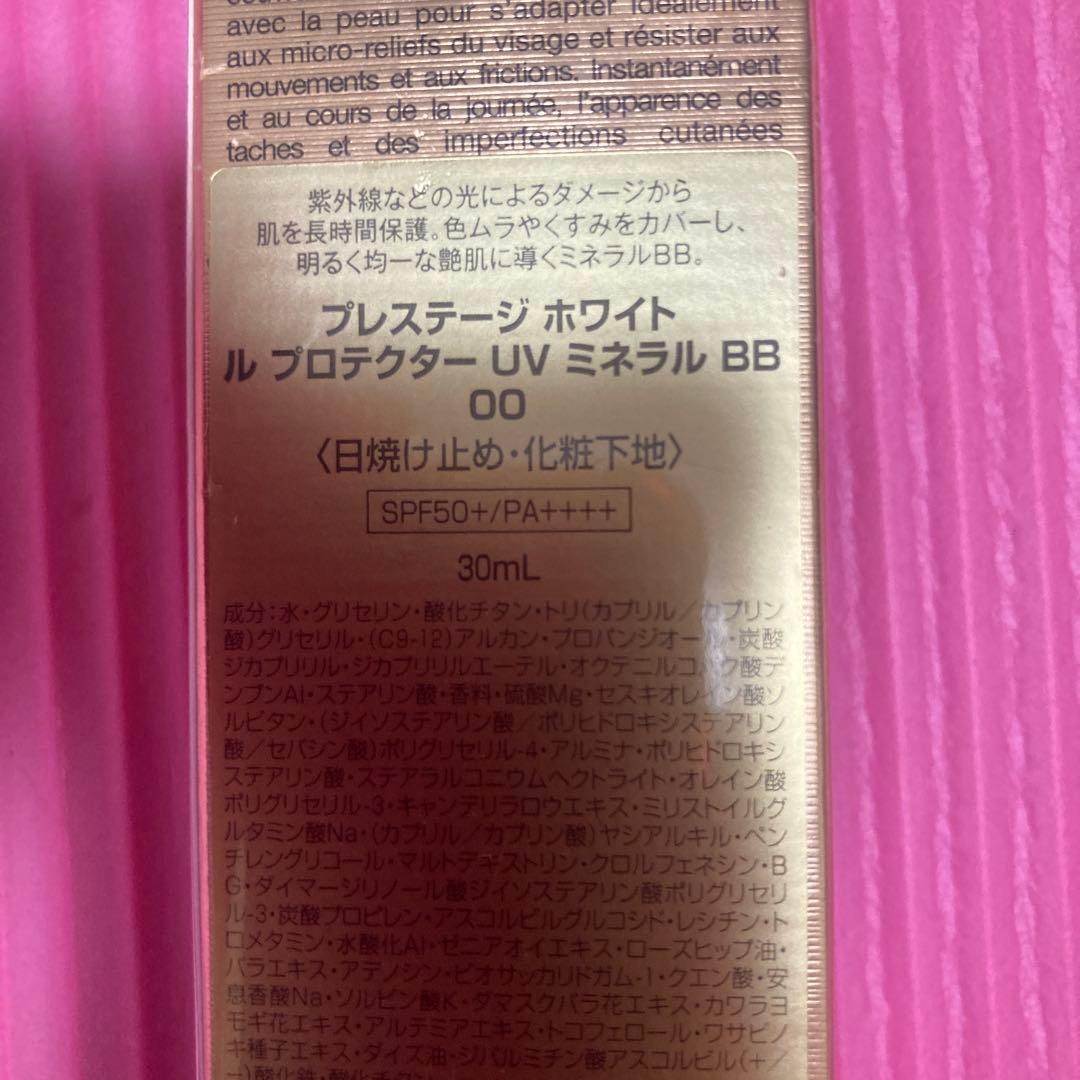 avec la peau pour s'adapter idéalement
aux micro-reliefs du visage et résister aux
mouvements et aux frictions. Instantanément
et au cours de la journée, l'apparence des
taches et des imperfections cutanées
紫外線などの光によるダメージから
肌を長時間保護。色ムラやくすみをカバーし、
明るく均一な艶肌に導くミネラルBB。
プレステージ ホワイト
ル プロテクター UV ミネラル BB
00
〈日焼け止め・化粧下地〉
SPF50+/PA++++
30mL
成分:水・グリセリン・酸化チタン・トリ(カプリル/カプリン
酸)グリセリル・(C9-12)アルカン・プロパンジオール・炭酸
ジカプリリル・ジカプリリルエーテル・オクテニルコハク酸デ
ンプンAl・ステアリン酸・香料・硫酸Mg・セスキオレイン酸ソ
ルビタン・(ジイソステアリン酸/ポリヒドロキシステアリン
酸/セバシン酸)ポリグリセリル-4・アルミナ・ポリヒドロキシ
ステアリン酸・ステアラルコニウムヘクトライト・オレイン酸
ポリグリセリル-3・キャンデリラロウエキス・ミリストイルグ
ルタミン酸Na・(カプリル/カプリン酸)ヤシアルキル・ペン
チレングリコール・マルトデキストリン・クロルフェネシン・B
G・ダイマージリノール酸ジイソステアリン酸ポリグリセリ
ル-3・炭酸プロピレン・アスコルビルグルコシド・レシチン・ト
ロメタミン・水酸化Al・ゼニアオイエキス・ローズヒップ油・
バラエキス・アデノシン・ビオサッカリドガム-1・クエン酸・安
息香酸Na・ソルビン酸K・ダマスクバラ花エキス・カワラヨ
モギ花エキス・アルテミアエキス・トコフェロール・ワサビノ
キ種子エキス・ダイズ油・ジパルミチン酸アスコルビル(+/
-)酸化鉄・酸化チタン